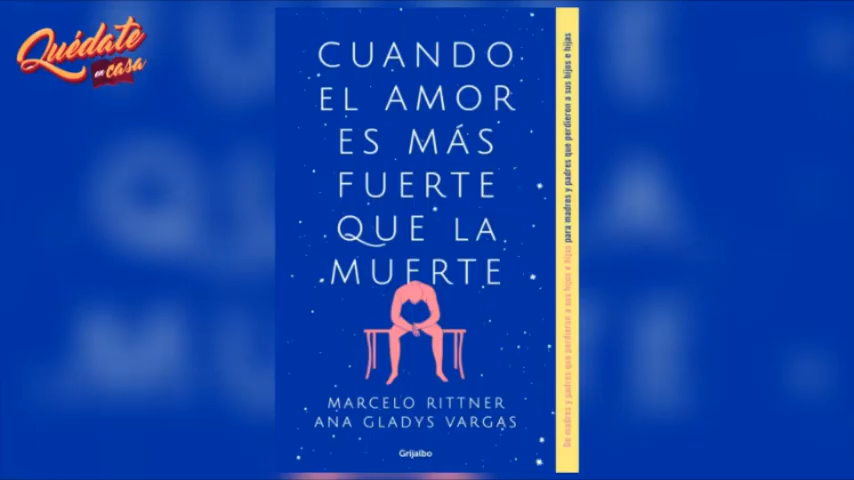 Quédate
en casa
CUANDO
EL AMOR
ES MÁS
FUERTE
QUE LA
MUERTE
MARCELO RITTNER
ANA GLADYS VARGAS
Grijalbo
De madres y padres que perdieron a sus hijos e hijas para madres y padres que perdieron a sus hijos e hijas